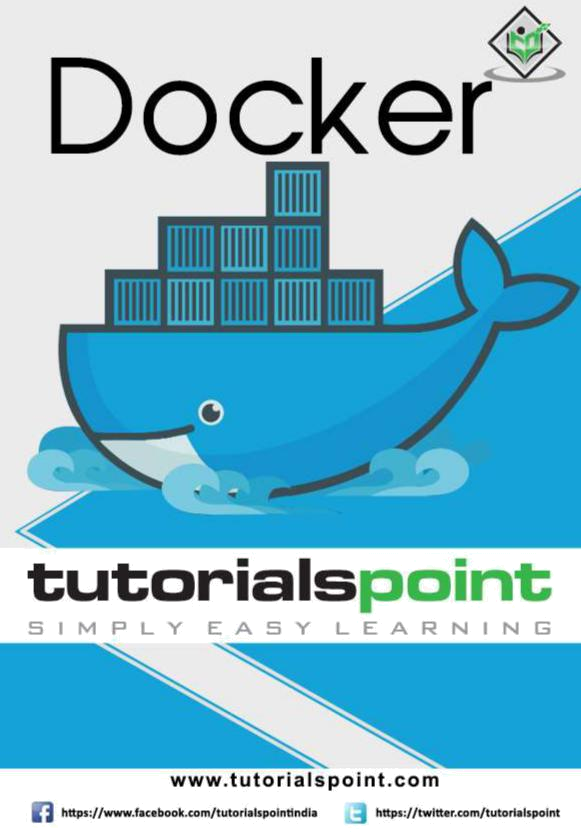 Docker
tutorialspoint
SIMPLY EASY LEARNING
www.tutorialspoint.com
https://www.facebook.com/tutorialspointindia
https://twitter.com/tutorialspoint